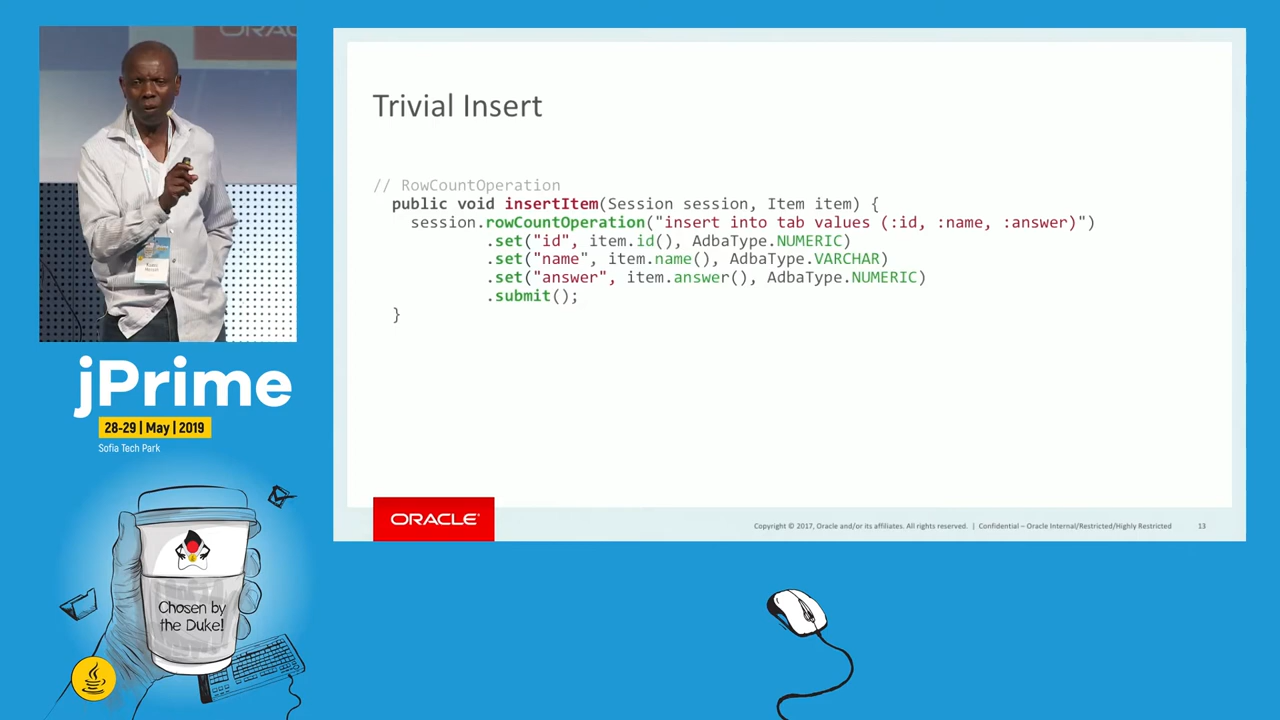 ORA
Trivial Insert
// RowCountOperation
public void insertItem(Session session, Item item) {
session.rowCountOperation("insert into tab values (:id, :name, :answer)")
.set("id", item.id(), AdbaType.NUMERIC)
.set("name", item.name(), AdbaType.VARCHAR)
.set("answer", item.answer(), AdbaType.NUMERIC)
.submit();
}
ORACLE
Copyright © 2017, Oracle and/or its affiliates. All rights reserved. | Confidential – Oracle Internal/Restricted/Highly Restricted 13
jPrime
28-29 | May | 2019
Sofia Tech Park
Chosen by
the Duke!